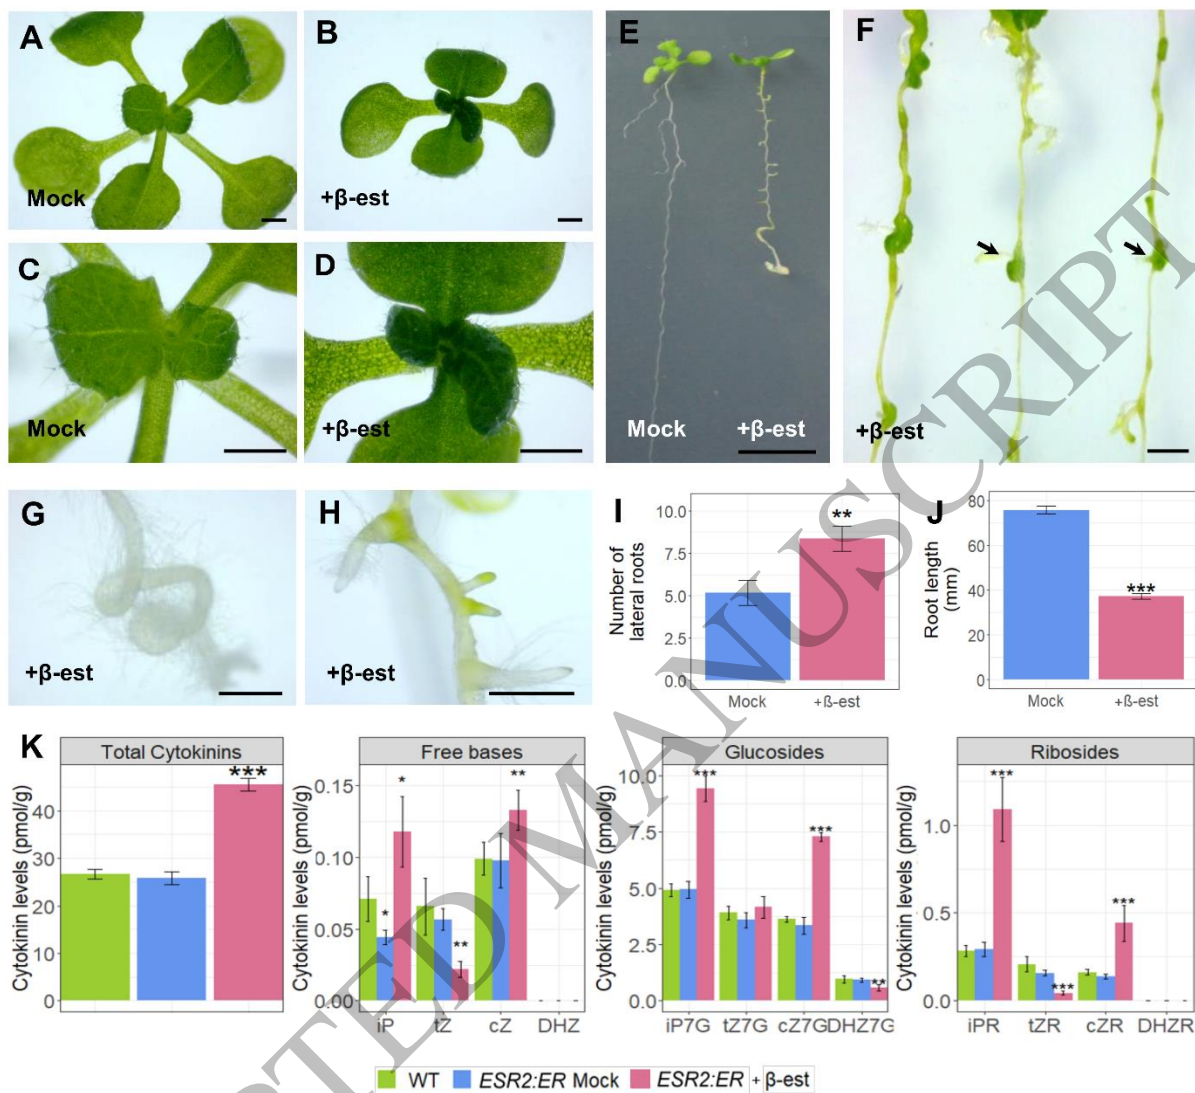 A
Mock
B
+β-est
C
Mock
D
+β-est
E
Mock
+β-est
F
+β-est
G
+β-est
H
+β-est
I
Number of
lateral roots
10.0
7.5
5.0
2.5
0.0
**
Mock
+ß-est
J
Root length
(mm)
80
60
40
20
0
***
Mock
+ß-est
K
Total Cytokinins
Cytokinin levels (pmol/g)
40
30
20
10
0
***
Free bases
Cytokinin levels (pmol/g)
0.15
0.10
0.05
0.00
*
*
**
**
iP
tZ
cZ
DHZ
Glucosides
Cytokinin levels (pmol/g)
10.0
7.5
5.0
2.5
0.0
***
***
**
iP7G
tZ7G
cZ7G
DHZ7G
Ribosides
Cytokinin levels (pmol/g)
1.0
0.5
0.0
***
***
***
iPR
tZR
cZR
DHZR
WT
ESR2:ER Mock
ESR2:ER + β-est
PTED MANUSCRIPT